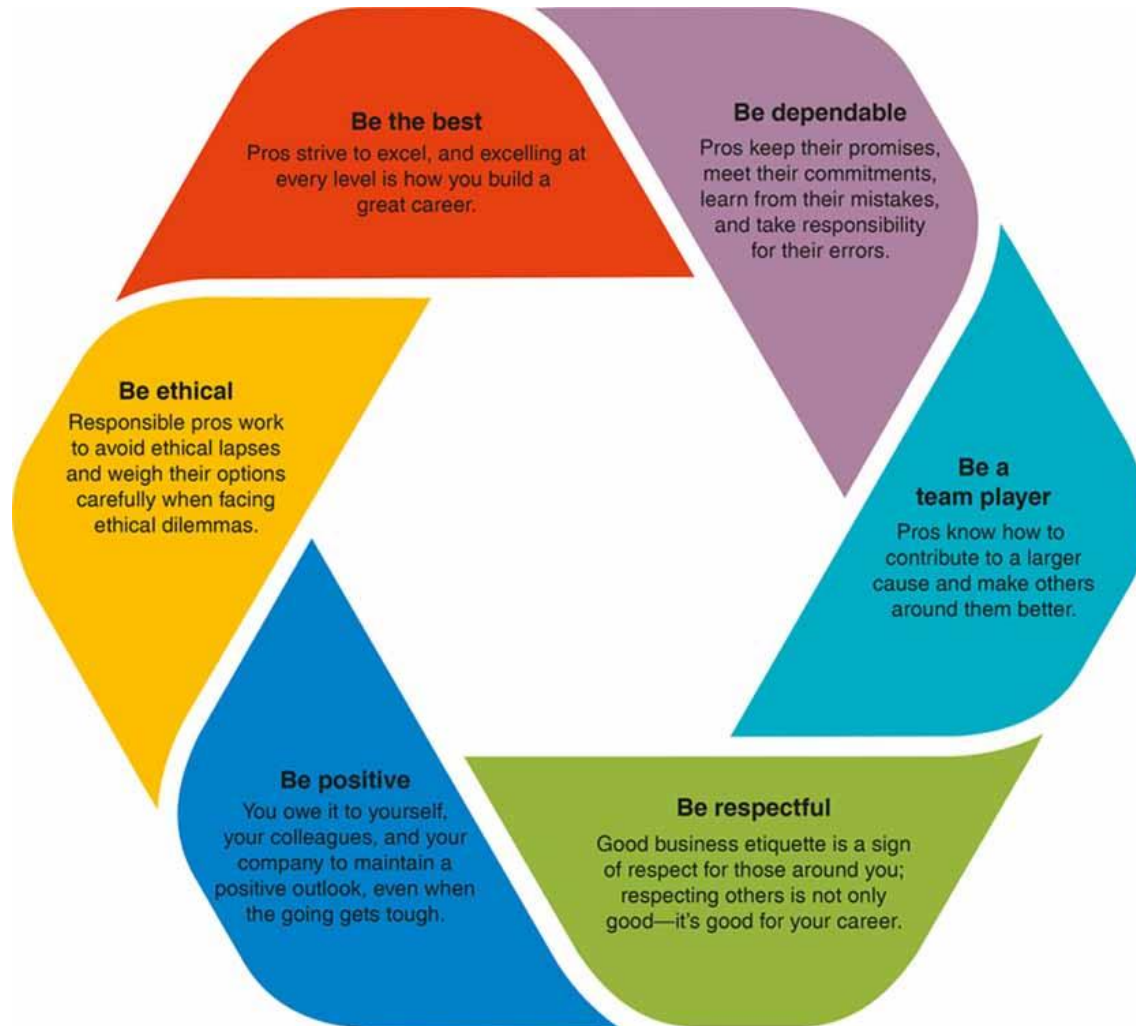 Be the best
Pros strive to excel, and excelling at
every level is how you build a
great career.
Be dependable
Pros keep their promises,
meet their commitments,
learn from their mistakes,
and take responsibility
for their errors.
Be a
team player
Pros know how to
contribute to a larger
cause and make others
around them better.
Be respectful
Good business etiquette is a sign
of respect for those around you;
respecting others is not only
good—it's good for your career.
Be positive
You owe it to yourself,
your colleagues, and your
company to maintain a
positive outlook, even when
the going gets tough.
Be ethical
Responsible pros work
to avoid ethical lapses
and weigh their options
carefully when facing
ethical dilemmas.